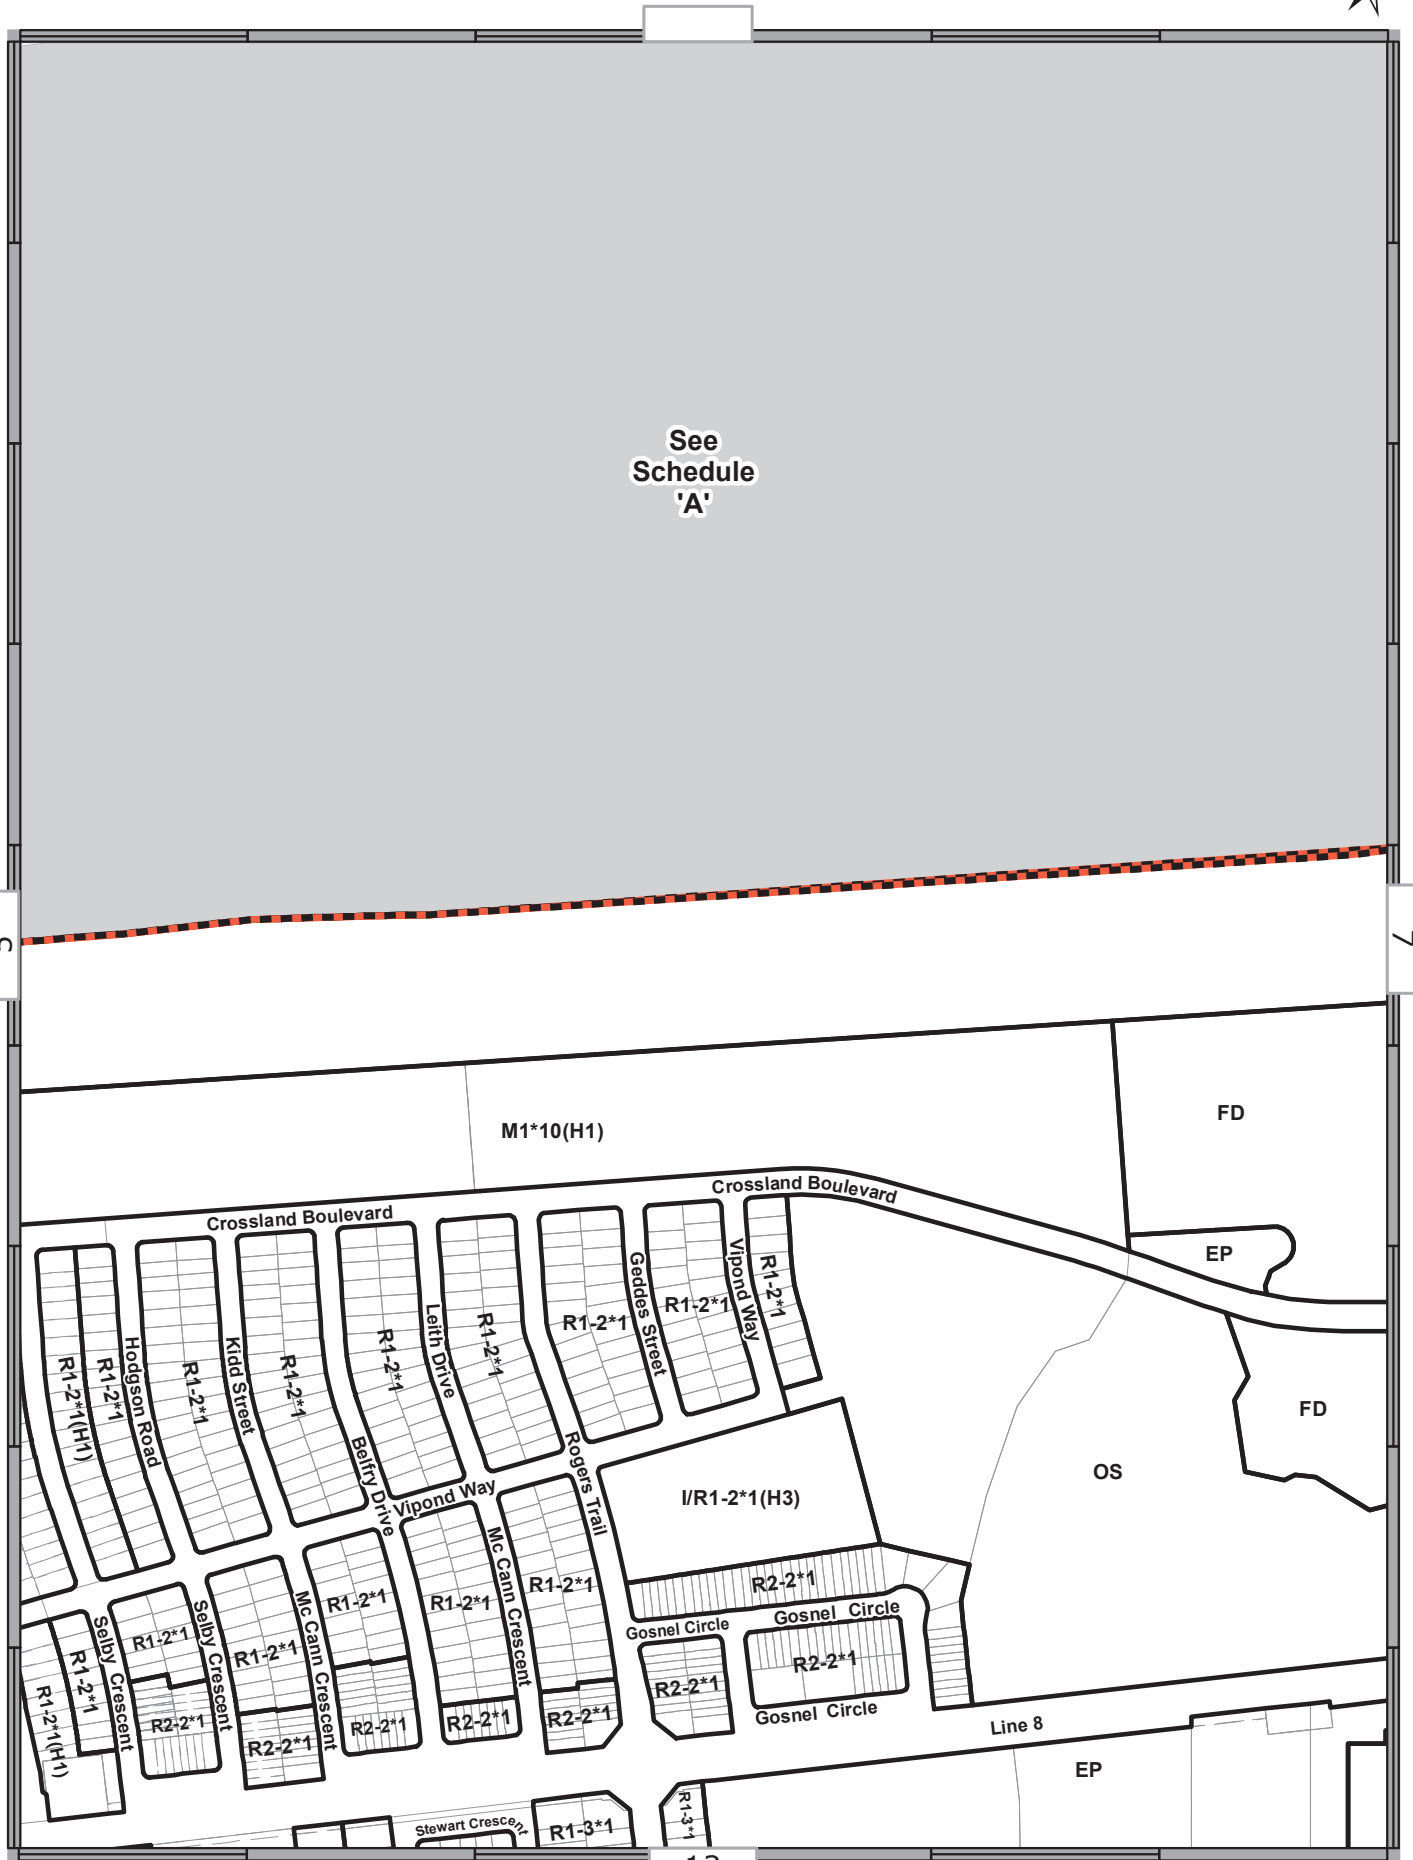 See
Schedule
'A'
7
M1*10(H1)
FD
Crossland Boulevard
Crossland Boulevard
EP
R1-2*1(H1)
R1-2*1
Hodgson Road
R1-2*1
Kidd Street
R1-2*1
R1-2*1
Leith Drive
R1-2*1
R1-2*1
Geddes Street
R1-2*1
Vipond Way
R1-2*1
FD
OS
Belfry Drive
Vipond Way
Rogers Trail
I/R1-2*1(H3)
R1-2*1(H1)
R1-2*1
Selby Crescent
R1-2*1
Selby Crescent
R1-2*1
Mc Cann Crescent
R1-2*1
R1-2*1
Mc Cann Crescent
R1-2*1
R2-2*1
Gosnel Circle
Gosnel Circle
R2-2*1
R2-2*1
Gosnel Circle
R2-2*1
R2-2*1
R2-2*1
R2-2*1
R2-2*1
Line 8
EP
Stewart Crescent
R1-3*1
R1-3*1